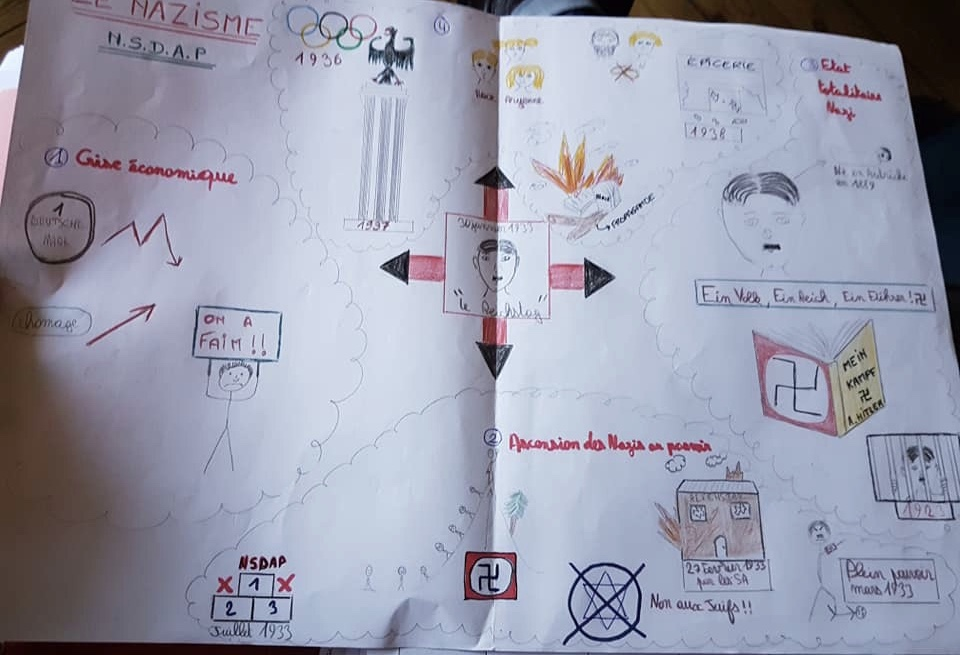 LE NAZISME
N.S.D.A.P
1936
4
Race Aryenne
EPICERIE
1938
3 Etat
totalitaire
Nazi
1 Crise économique
1
DEUTSCHE
MARK
1937
PROPAGANDE
Né en Autriche
en 1889
30 janvier 1933
"le Reichstag"
Ein Volk, Ein Reich, Ein Führer!
chomage
ON A
FAIM !!
MEIN
KAMPF
A. HITLER
2 Ascension des Nazis au pouvoir
REICHSTAG
NSDAP
1
2 3
Juillet 1933
27 Février 1933
par les SA
Non aux Juifs !!
Plein pouvoir
mars 1933